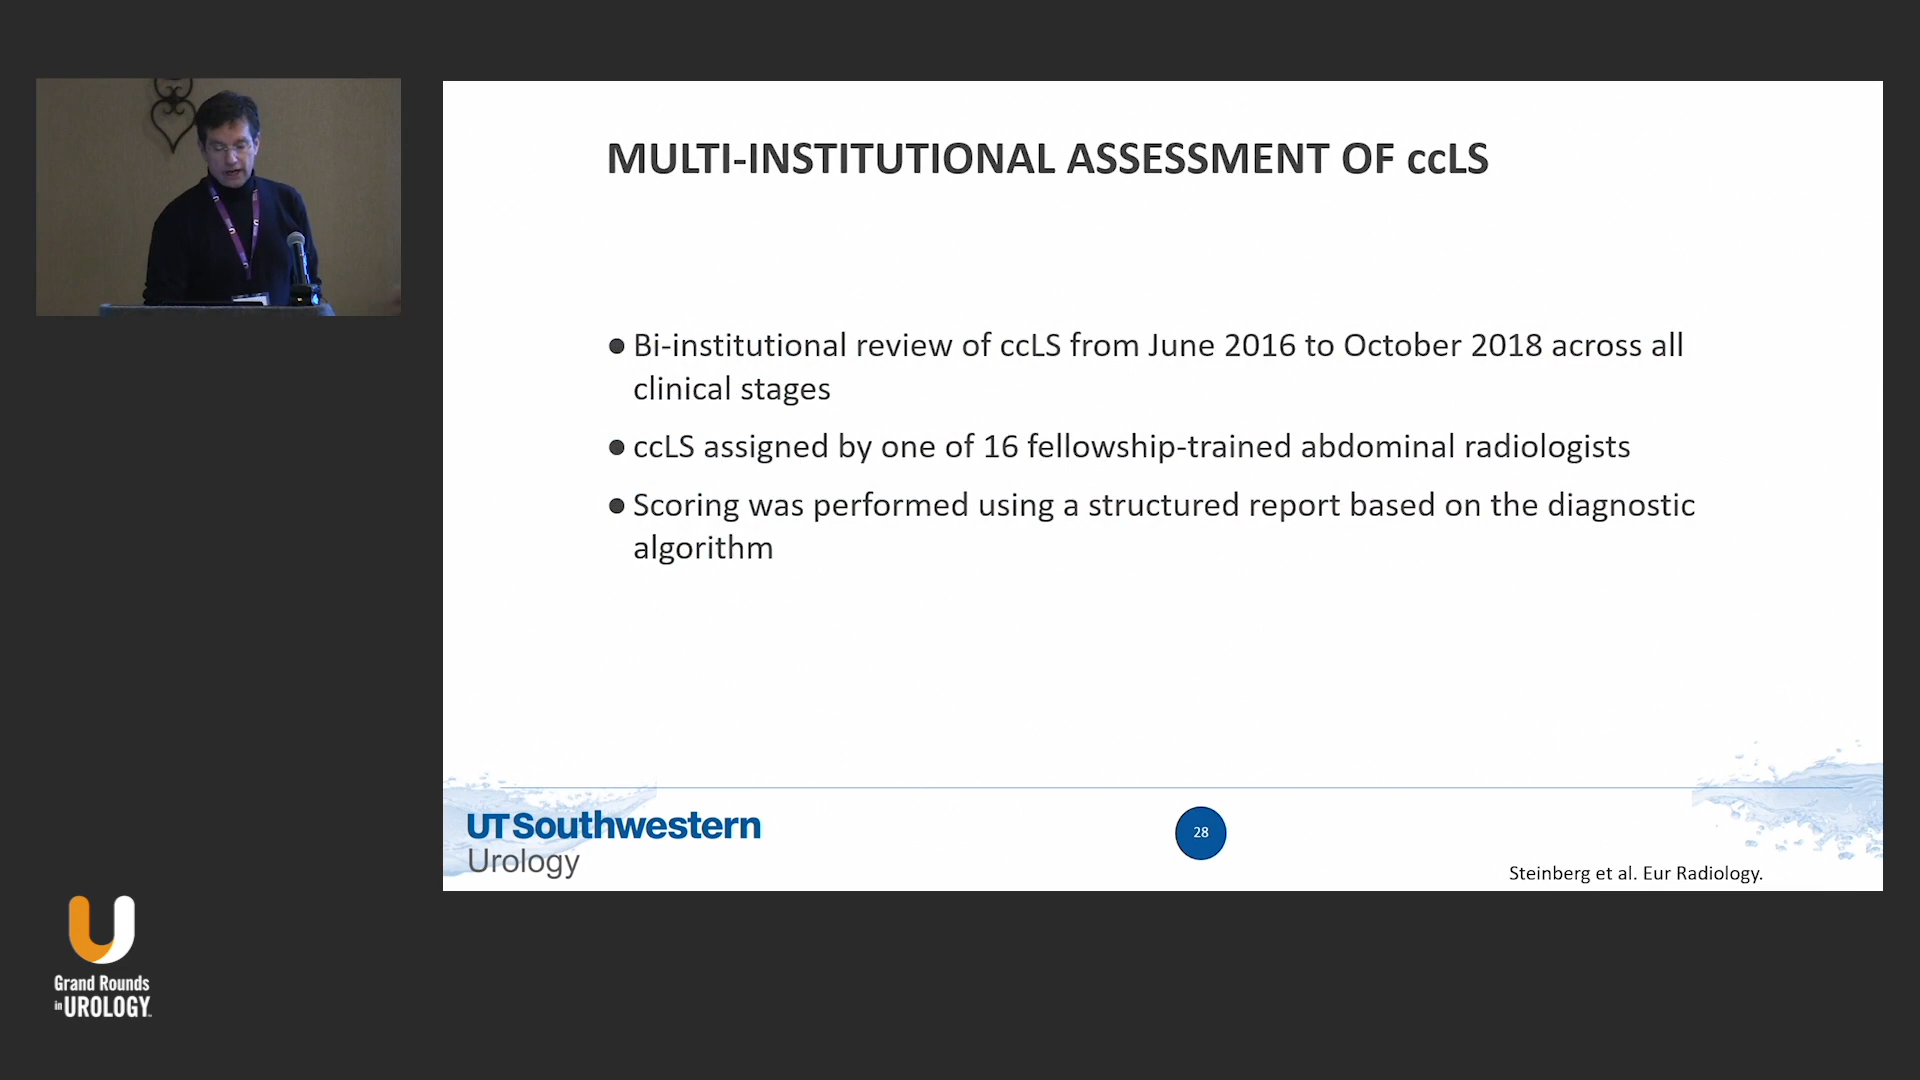 MULTI-INSTITUTIONAL ASSESSMENT OF ccLS
● Bi-institutional review of ccLS from June 2016 to October 2018 across all
clinical stages
● ccLS assigned by one of 16 fellowship-trained abdominal radiologists
● Scoring was performed using a structured report based on the diagnostic
algorithm
UTSouthwestern
Urology
28
Steinberg et al. Eur Radiology.
U
Grand Rounds
in UROLOGY